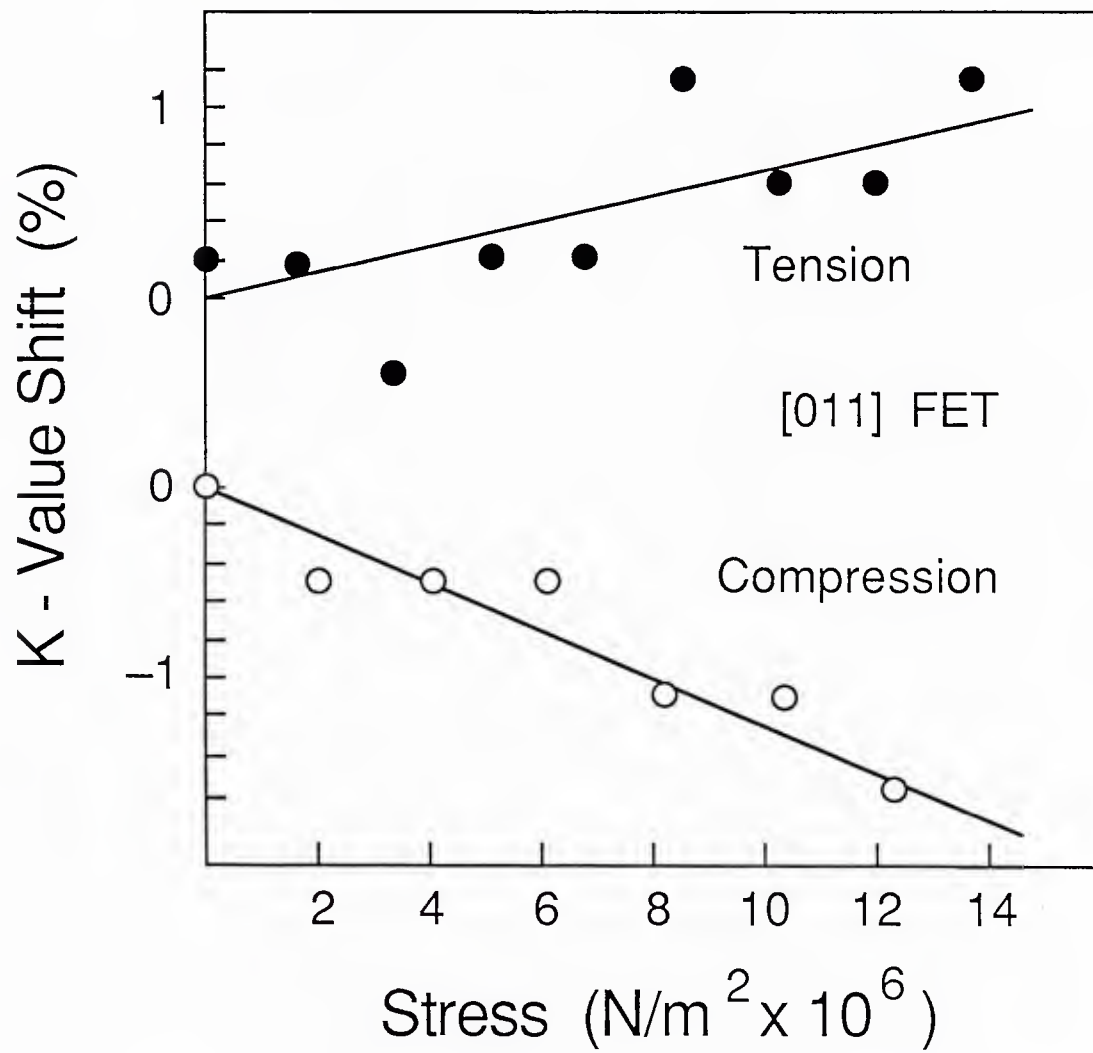 1
0
Tension
[011] FET
0
Compression
−1
K - Value Shift (%)
2 4 6 8 10 12 14
Stress (N/m² x 10⁶)